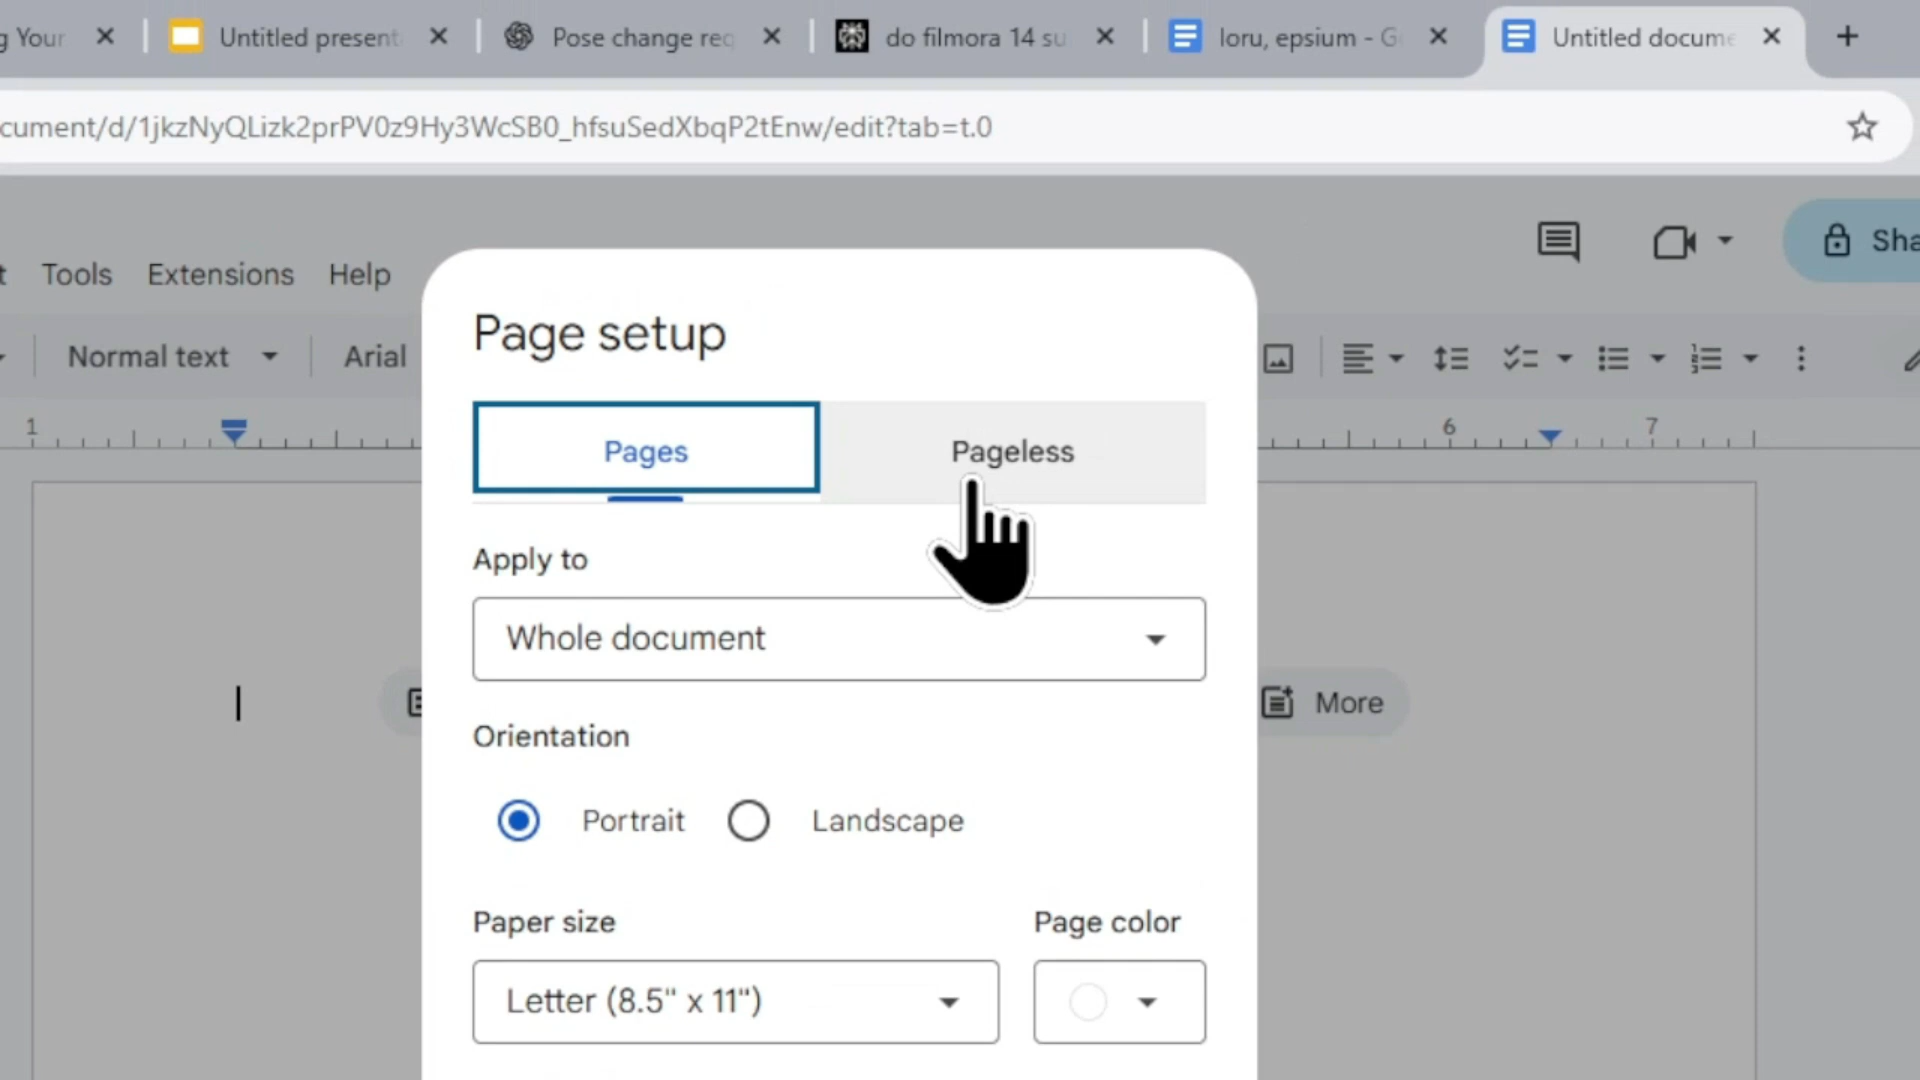 g Your
Untitled present
Pose change req
do filmora 14 su
loru, epsium - G
Untitled docume
cument/d/1jkzNyQLizk2prPV0z9Hy3WcSB0_hfsuSedXbqP2tEnw/edit?tab=t.0
Sha
t Tools Extensions Help
Page setup
Normal text
Arial
1
6
7
Pages
Pageless
Apply to
Whole document
More
Orientation
Portrait
Landscape
Paper size
Page color
Letter (8.5" x 11")